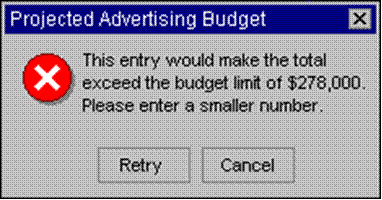 Projected Advertising Budget
This entry would make the total
exceed the budget limit of $278,000.
Please enter a smaller number.
Retry
Cancel